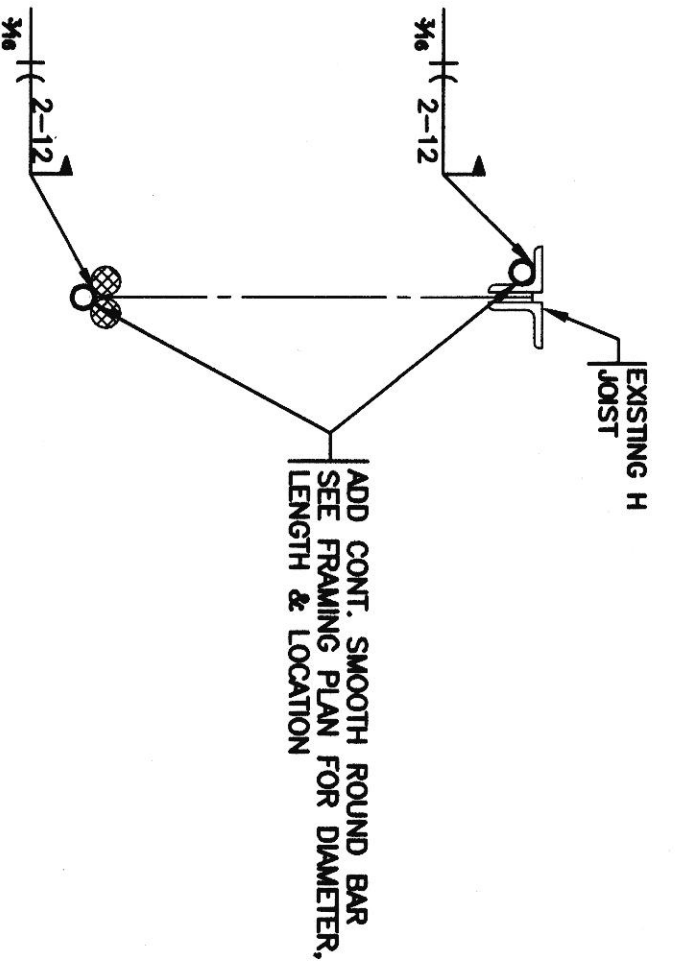 EXISTING H
JOIST
3/16 2-12
ADD CONT. SMOOTH ROUND BAR
SEE FRAMING PLAN FOR DIAMETER,
LENGTH & LOCATION
3/16 2-12